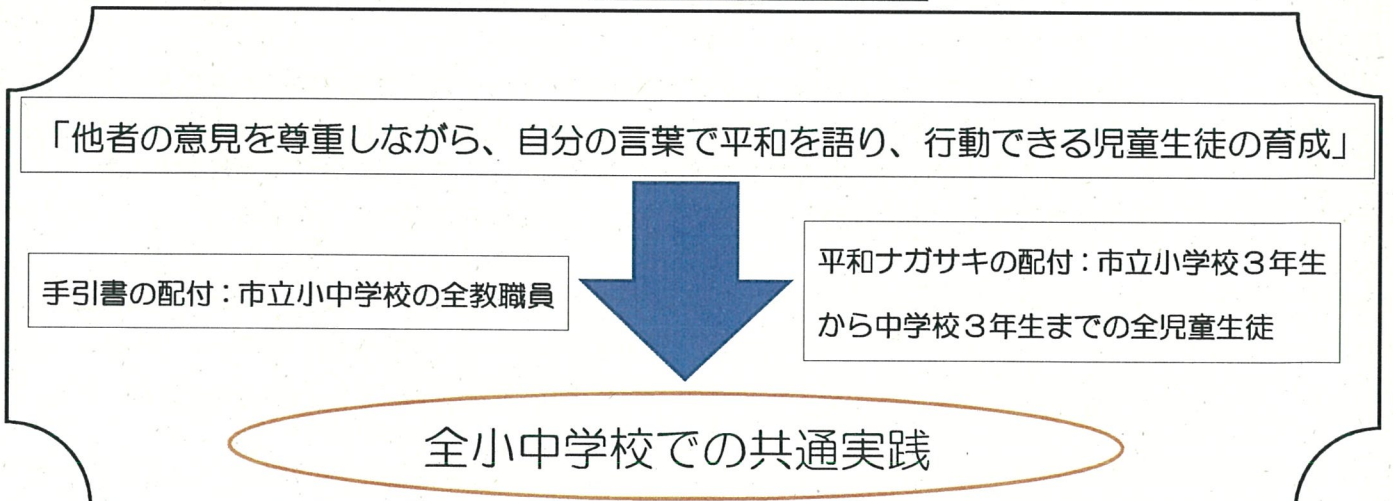 「他者の意見を尊重しながら、自分の言葉で平和を語り、行動できる児童生徒の育成」
手引書の配付：市立小中学校の全教職員
平和ナガサキの配付：市立小学校３年生
から中学校３年生までの全児童生徒
全小中学校での共通実践